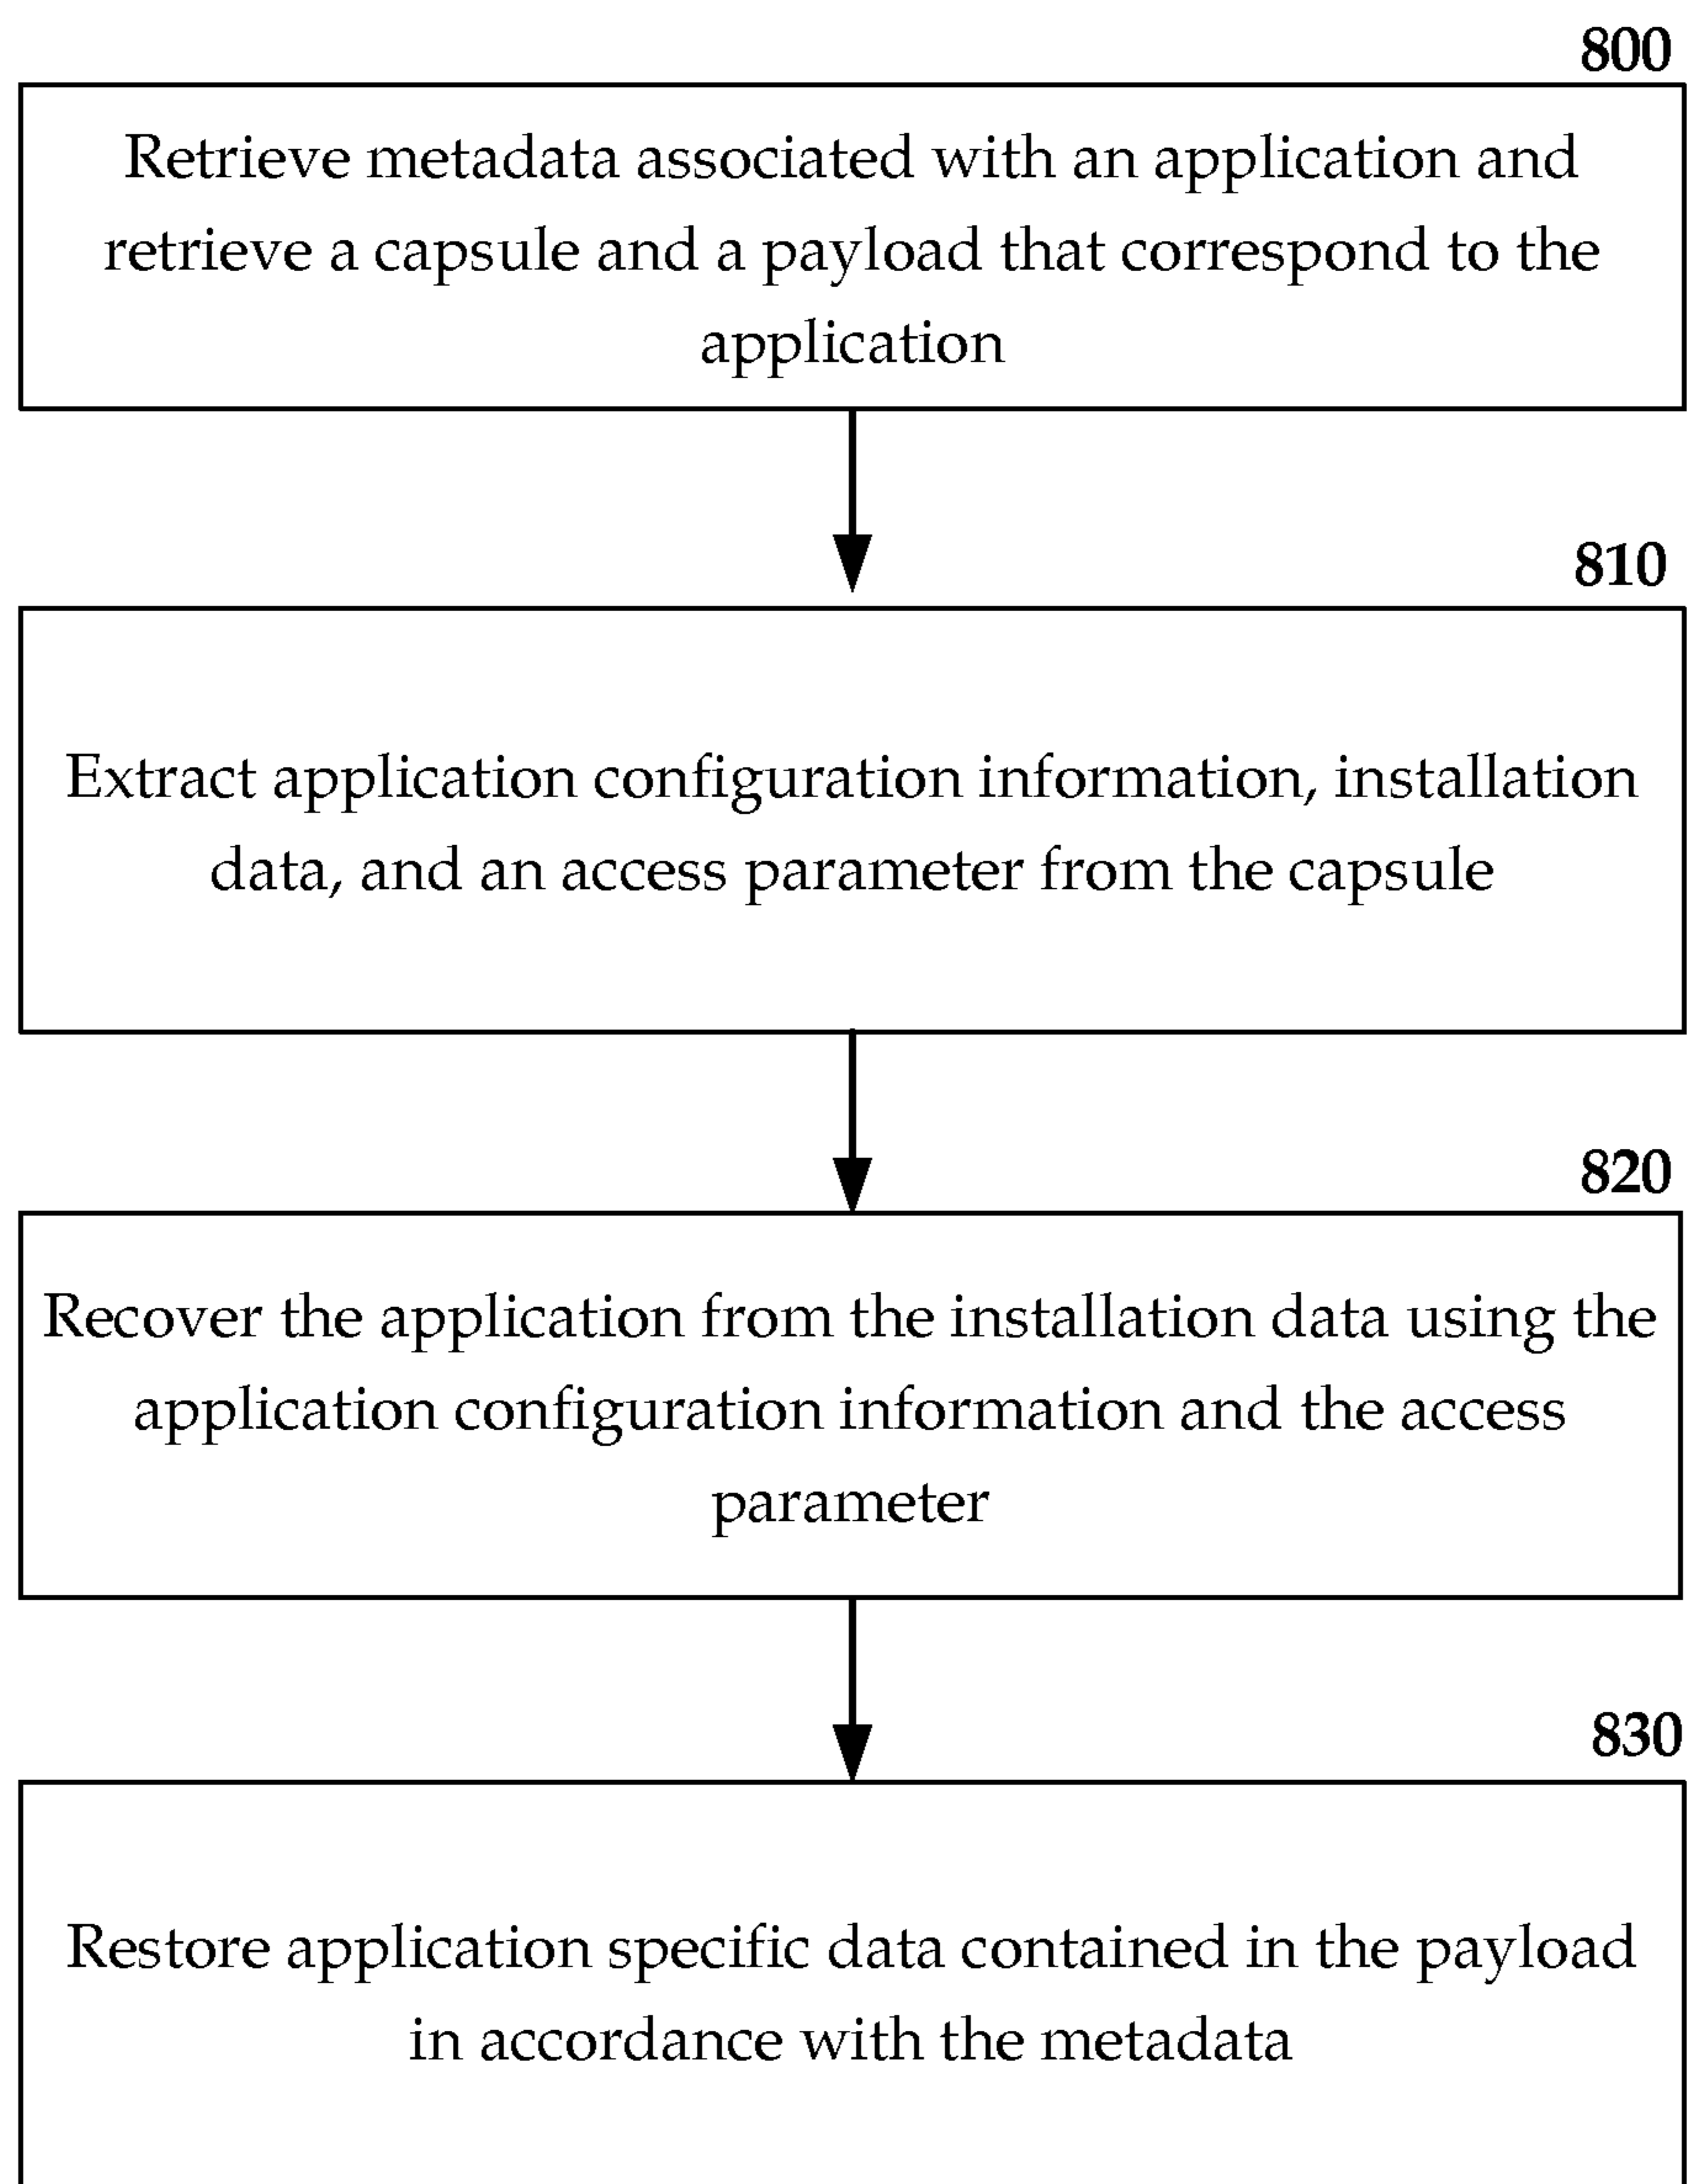 800
Retrieve metadata associated with an application and
retrieve a capsule and a payload that correspond to the
application
810
Extract application configuration information, installation
data, and an access parameter from the capsule
820
Recover the application from the installation data using the
application configuration information and the access
parameter
830
Restore application specific data contained in the payload
in accordance with the metadata